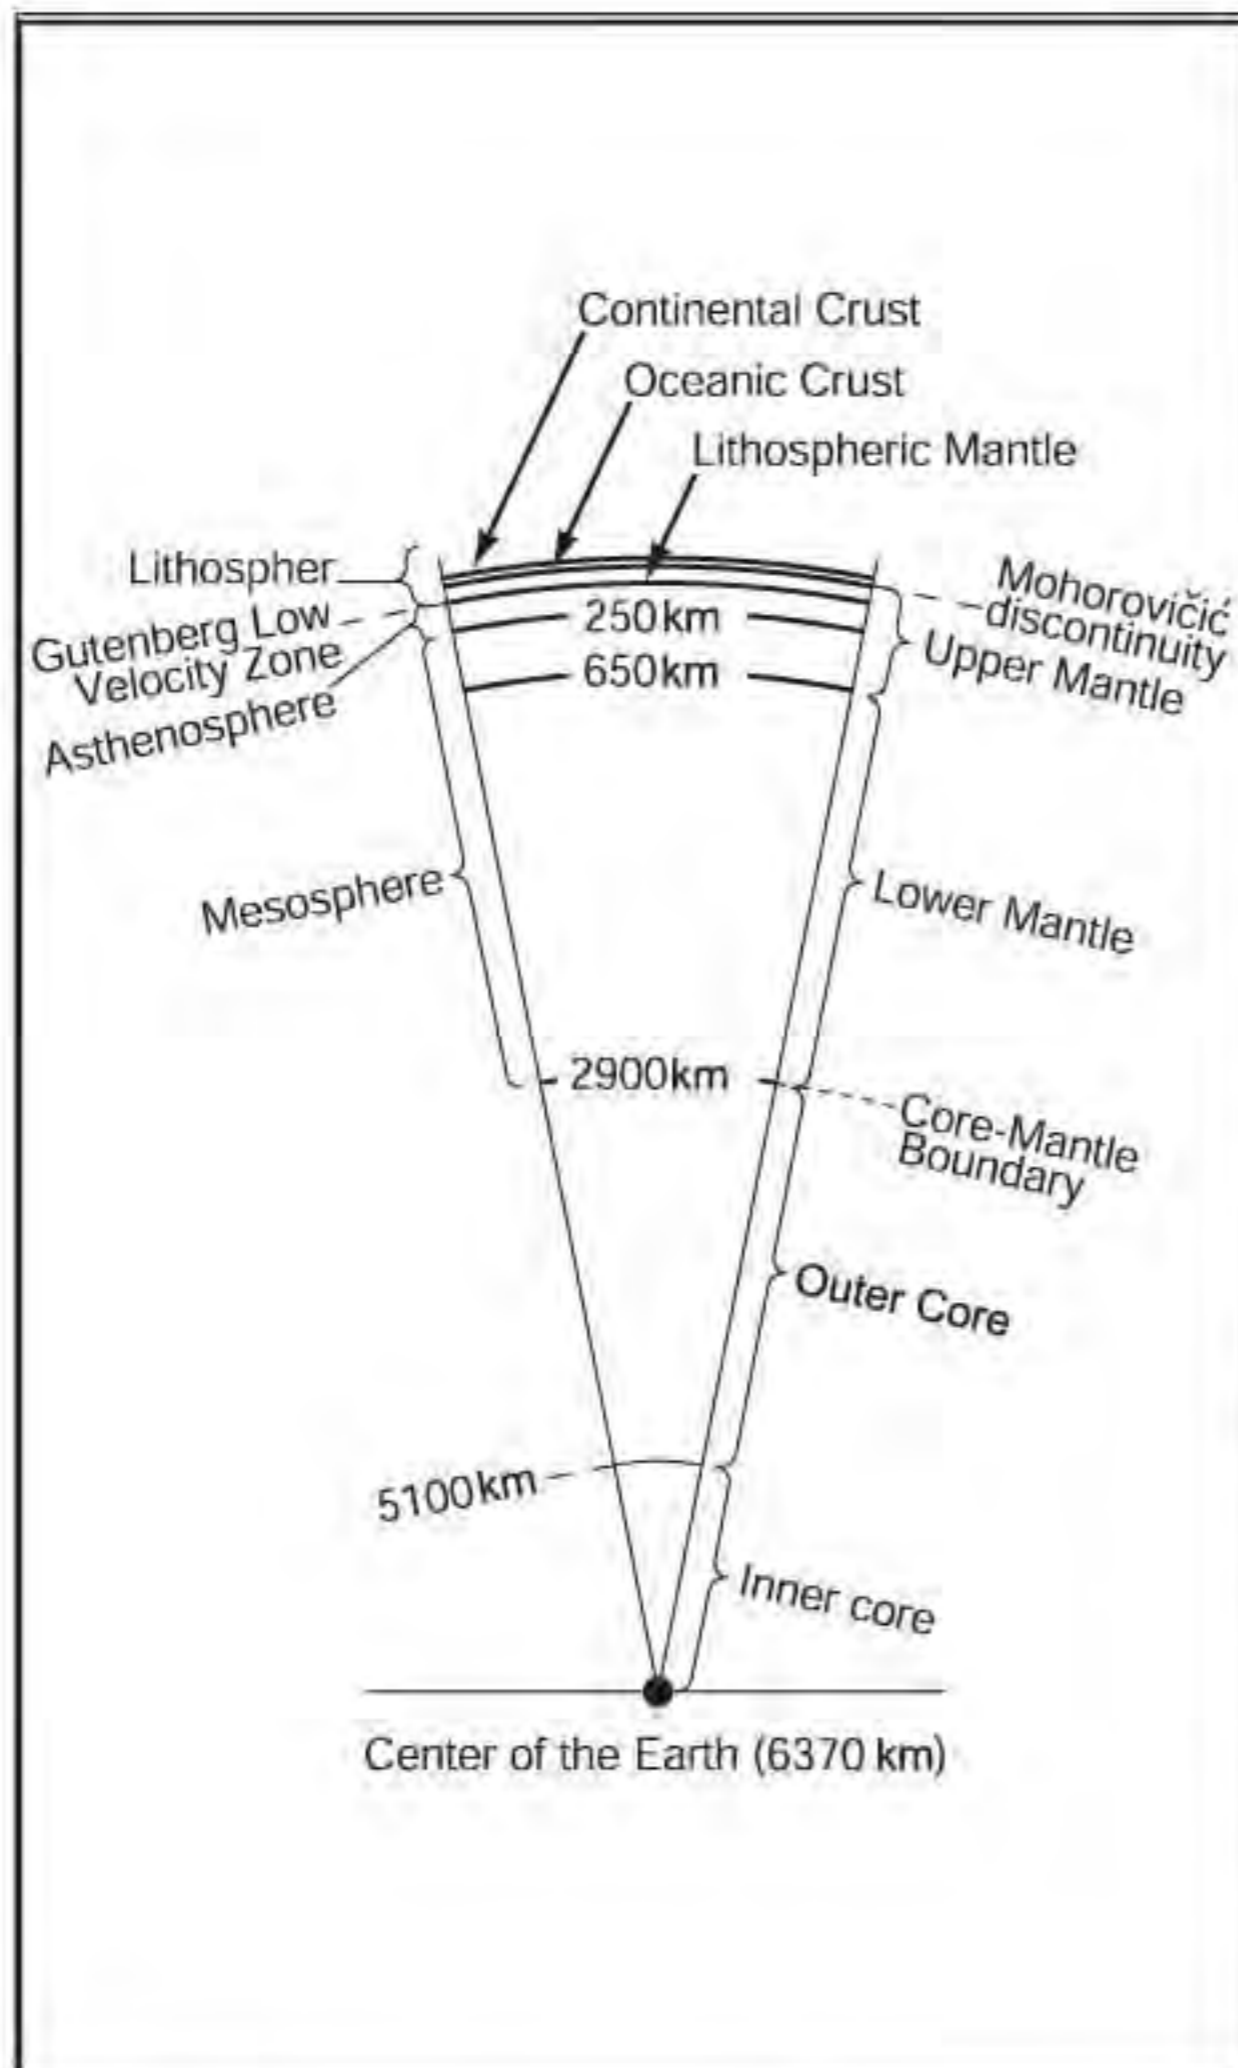 Continental Crust
Oceanic Crust
Lithospheric Mantle
Lithospher
Gutenberg Low
Velocity Zone
Asthenosphere
Mohorovičić
discontinuity
Upper Mantle
250km
650km
Mesosphere
Lower Mantle
2900km
Core-Mantle
Boundary
Outer Core
5100km
Inner core
Center of the Earth (6370 km)